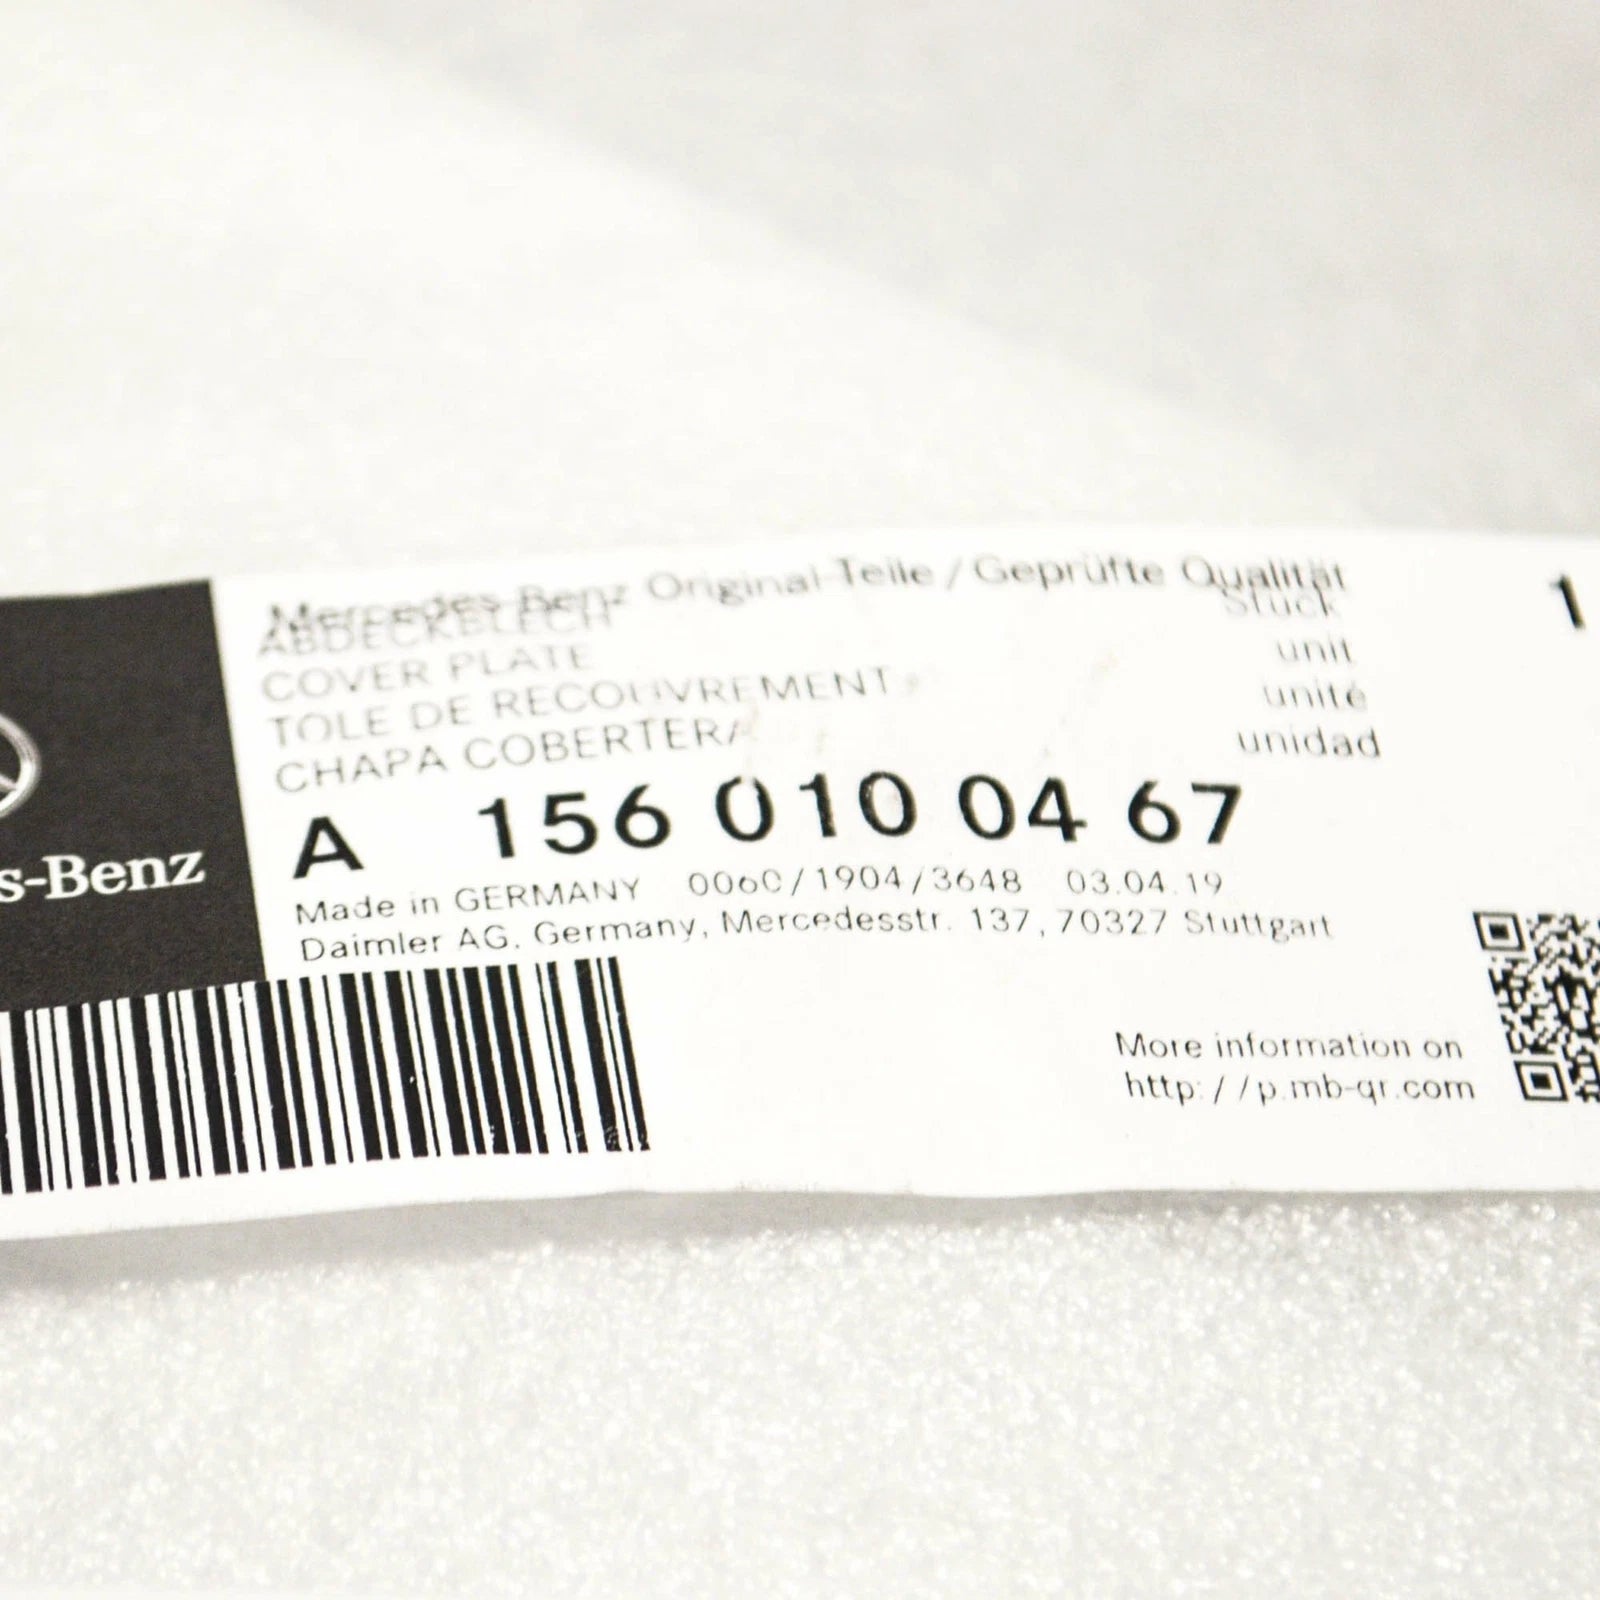 Mercedes-Benz Original-Teile / Geprüfte Qualität
ABDECKBLECH Stück 1
COVER PLATE unit
TOLE DE RECOUVREMENT unité
CHAPA COBERTERA unidad
s-Benz
A 156 010 04 67
Made in GERMANY 0060/1904/3648 03.04.19
Daimler AG, Germany, Mercedesstr. 137, 70327 Stuttgart
More information on
http://p.mb-qr.com